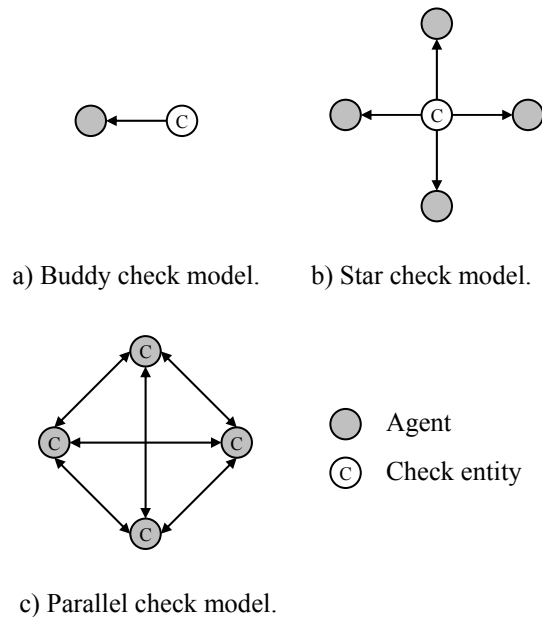 C
C
a) Buddy check model.
b) Star check model.
C
C
C
C
Agent
C
Check entity
c) Parallel check model.